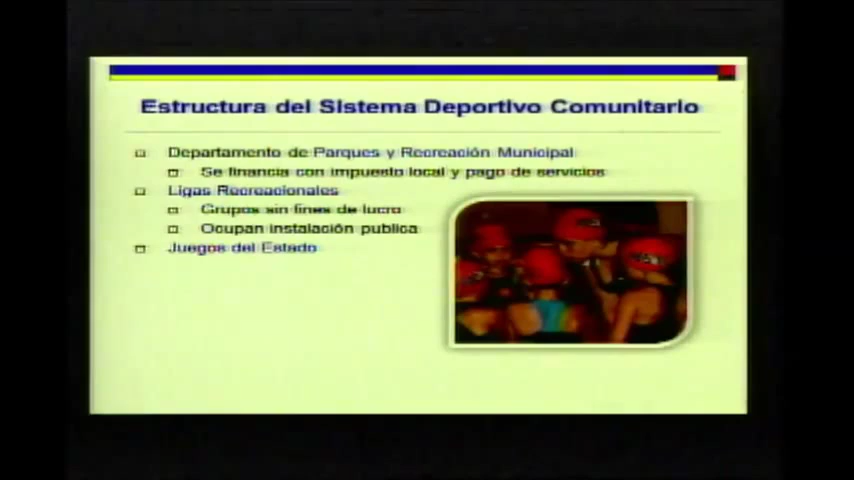 Estructura del Sistema Deportivo Comunitario
Departamento de Parques y Recreación Municipal
Se financia con impuesto local y pago de servicios
Ligas Recreacionales
Grupos sin fines de lucro
Ocupan instalación publica
Juegos del Estado